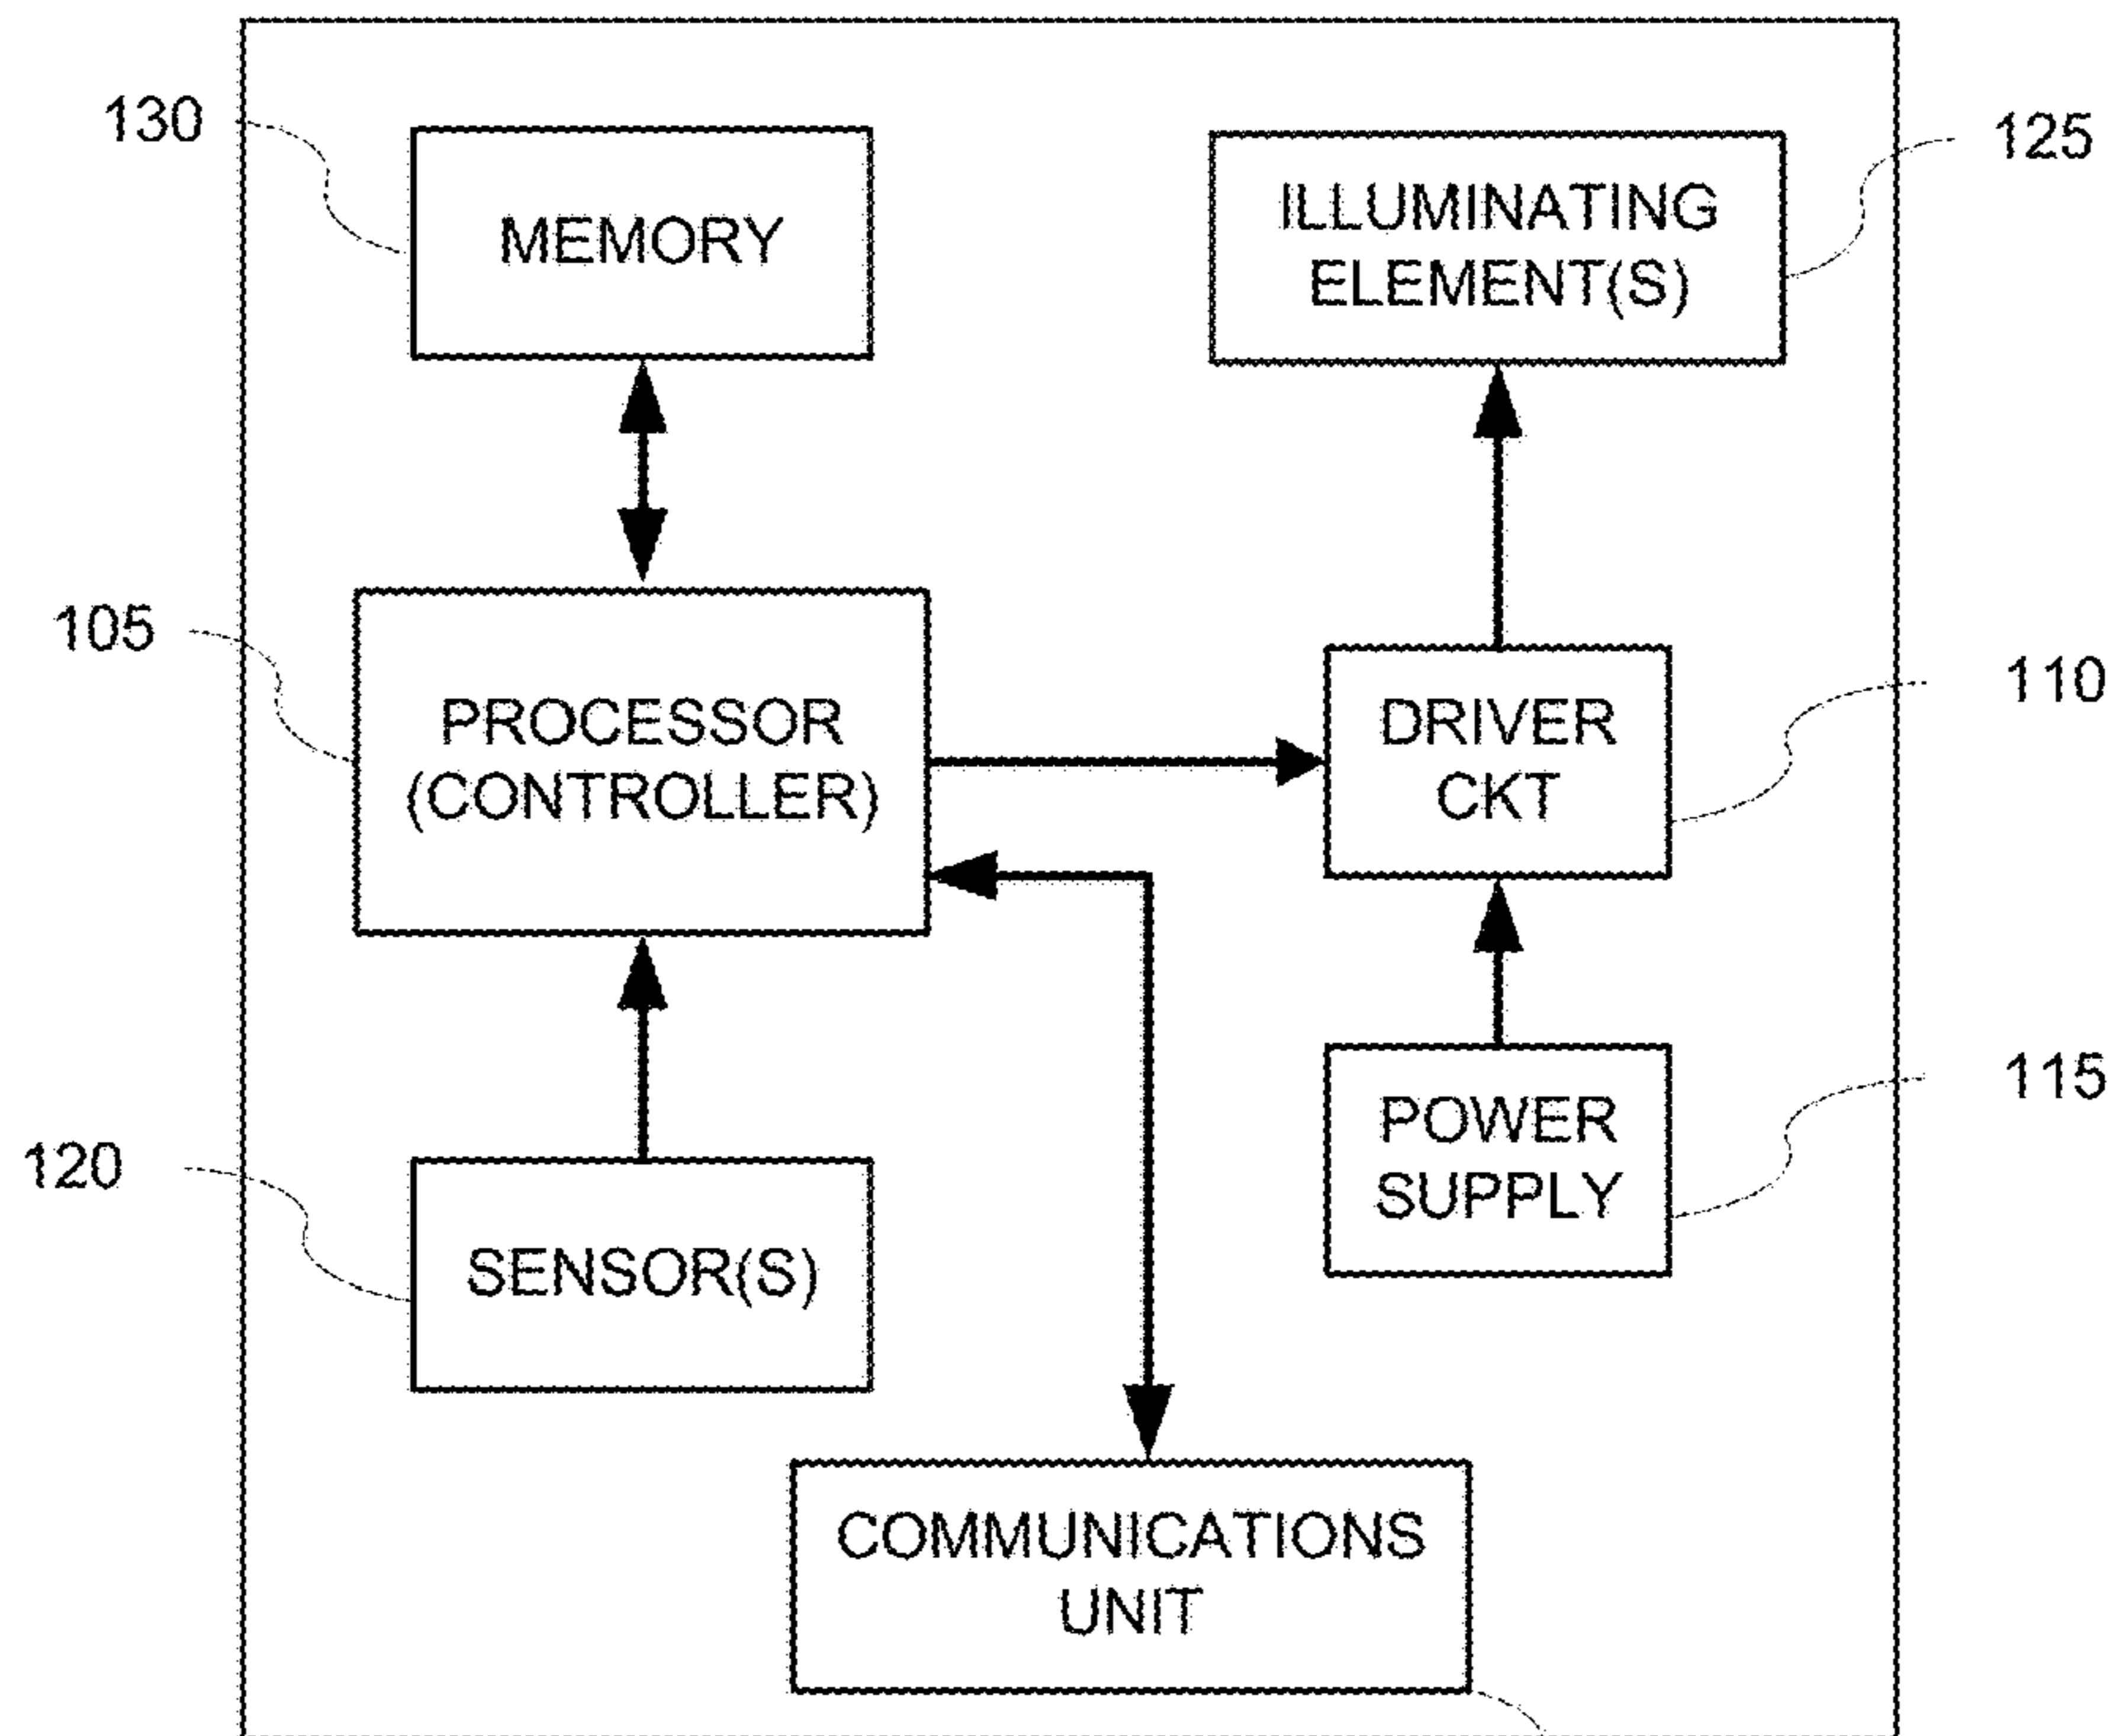 130
MEMORY
ILLUMINATING
ELEMENT(S)
125
105
PROCESSOR
(CONTROLLER)
DRIVER
CKT
110
POWER
SUPPLY
115
120
SENSOR(S)
COMMUNICATIONS
UNIT